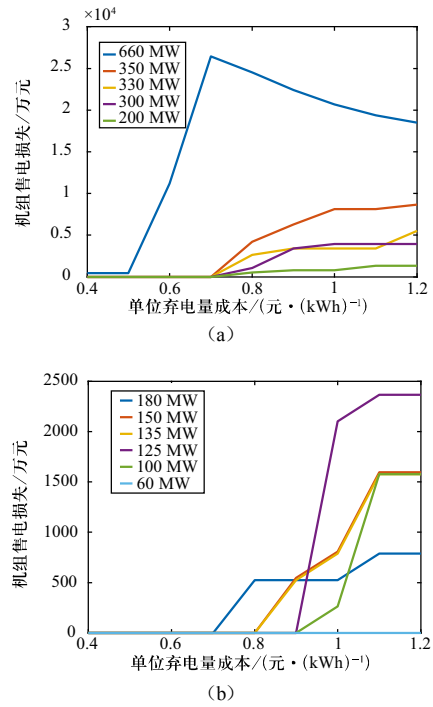 3 ×10⁴
2.5
2
1.5
1
0.5
0
660 MW
350 MW
330 MW
300 MW
200 MW
机组售电损失/万元
0.4 0.6 0.8 1 1.2
单位弃电量成本/(元·(kWh)⁻¹)
(a)
2500
2000
1500
1000
500
0
180 MW
150 MW
135 MW
125 MW
100 MW
60 MW
机组售电损失/万元
0.4 0.6 0.8 1 1.2
单位弃电量成本/(元·(kWh)⁻¹)
(b)